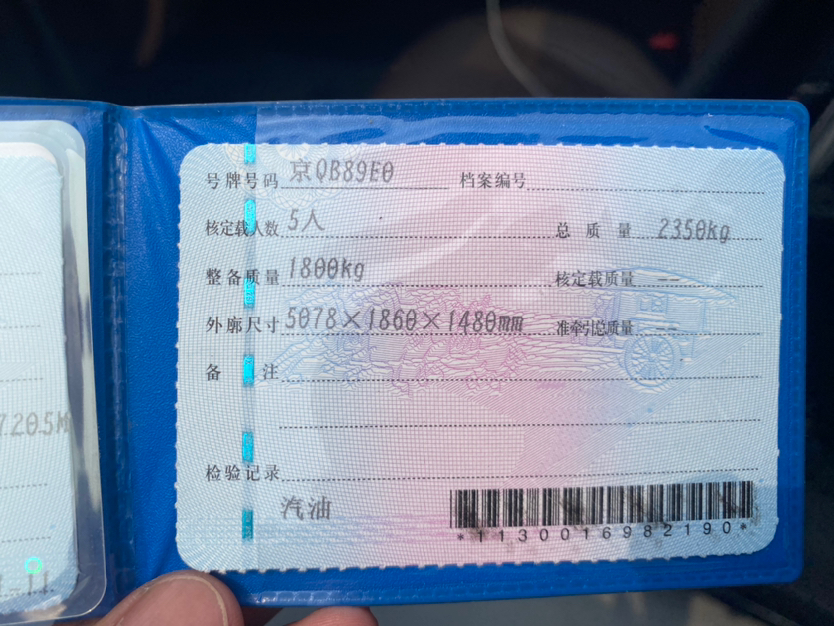 号牌号码 京QB89E0 档案编号
核定载人数 5人 总质量 2350kg
整备质量 1800kg 核定载质量 --
外廓尺寸 5078×1860×1480mm 准牵引总质量 --
备注
检验记录
汽油
*1130016982190*